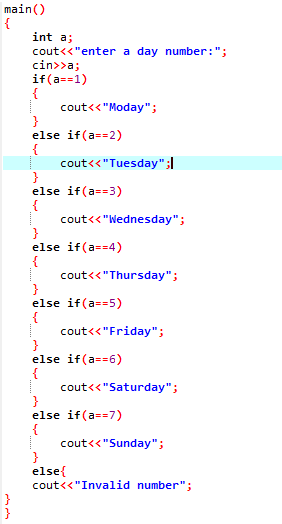 main()
{
    int a;
    cout<<"enter a day number:";
    cin>>a;
    if(a==1)
    {
        cout<<"Moday";
    }
    else if(a==2)
    {
        cout<<"Tuesday";
    }
    else if(a==3)
    {
        cout<<"Wednesday";
    }
    else if(a==4)
    {
        cout<<"Thursday";
    }
    else if(a==5)
    {
        cout<<"Friday";
    }
    else if(a==6)
    {
        cout<<"Saturday";
    }
    else if(a==7)
    {
        cout<<"Sunday";
    }
    else{
    cout<<"Invalid number";
}
}